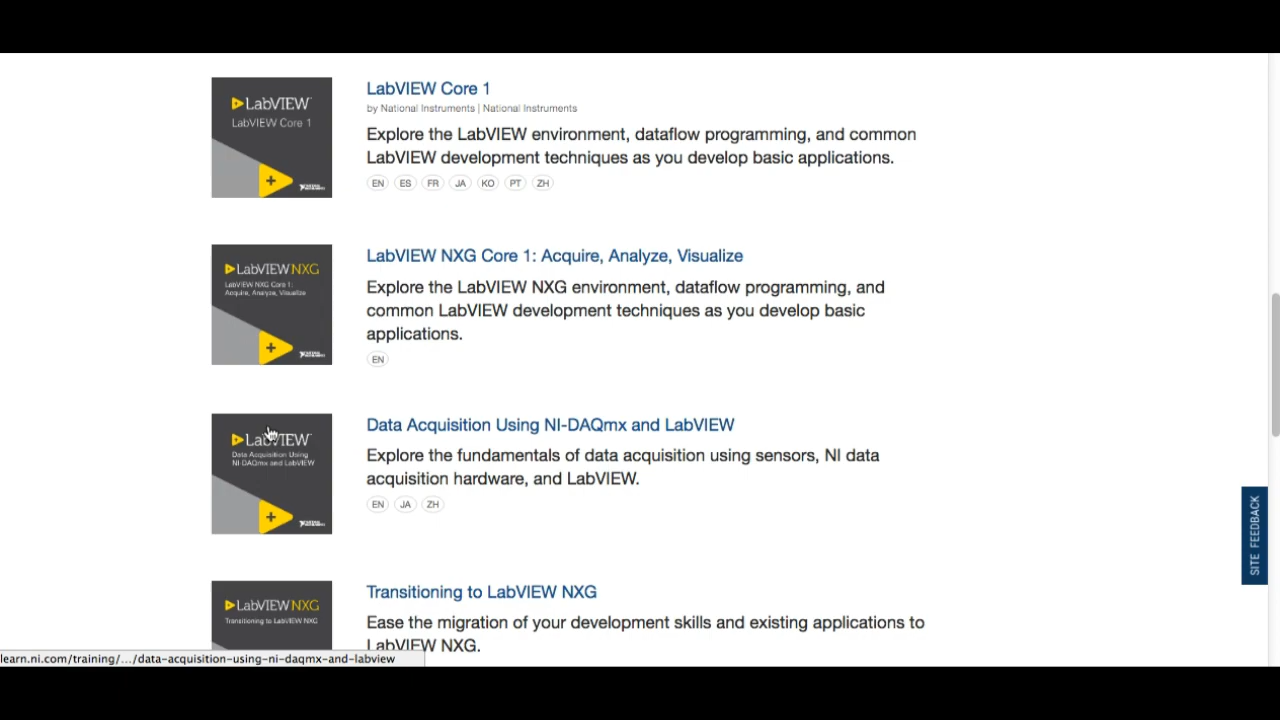 LabVIEW
LabVIEW Core 1
LabVIEW Core 1
by National Instruments | National Instruments
Explore the LabVIEW environment, dataflow programming, and common
LabVIEW development techniques as you develop basic applications.
EN ES FR JA KO PT ZH
LabVIEW NXG
LabVIEW NXG Core 1:
Acquire, Analyze, Visualize
LabVIEW NXG Core 1: Acquire, Analyze, Visualize
Explore the LabVIEW NXG environment, dataflow programming, and
common LabVIEW development techniques as you develop basic
applications.
EN
LabVIEW
Data Acquisition Using
NI-DAQmx and LabVIEW
Data Acquisition Using NI-DAQmx and LabVIEW
Explore the fundamentals of data acquisition using sensors, NI data
acquisition hardware, and LabVIEW.
EN JA ZH
LabVIEW NXG
Transitioning to LabVIEW NXG
Transitioning to LabVIEW NXG
Ease the migration of your development skills and existing applications to
LabVIEW NXG.
SITE FEEDBACK
learn.ni.com/training/.../data-acquisition-using-ni-daqmx-and-labview